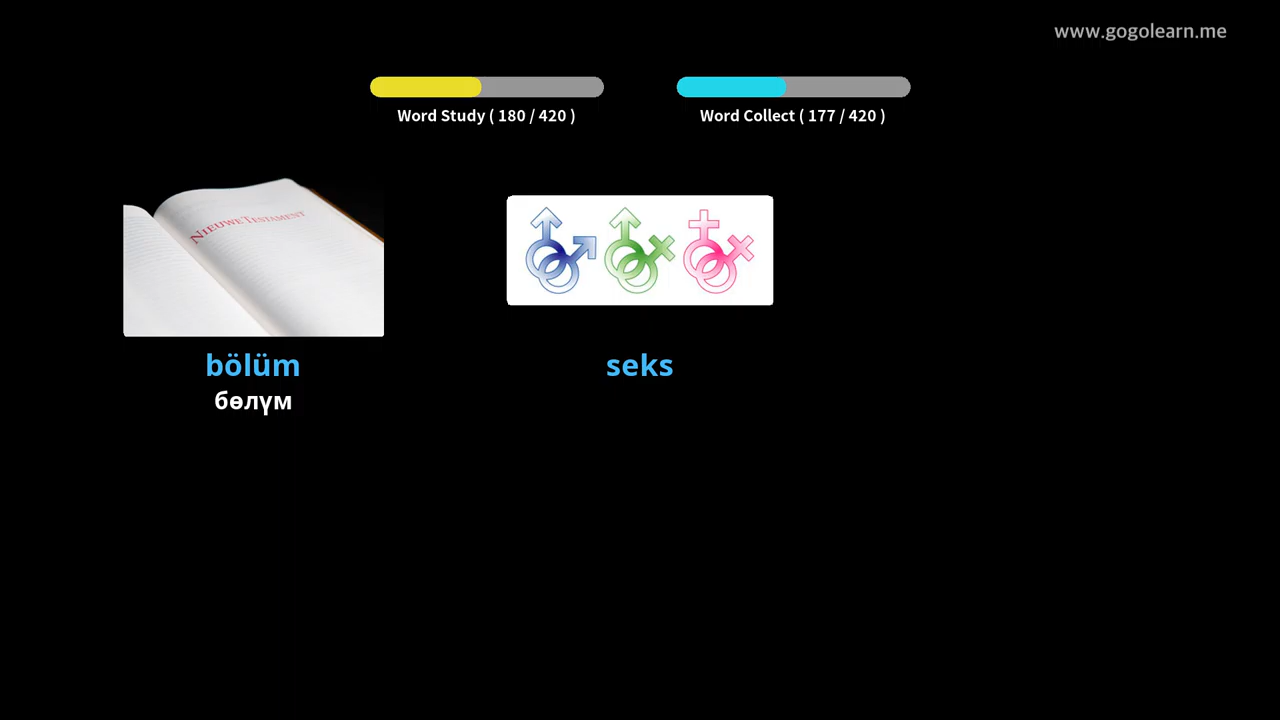 www.gogolearn.me
Word Study ( 180 / 420 )
Word Collect ( 177 / 420 )
NIEUWE TESTAMENT
bölüm
seks
бөлүм